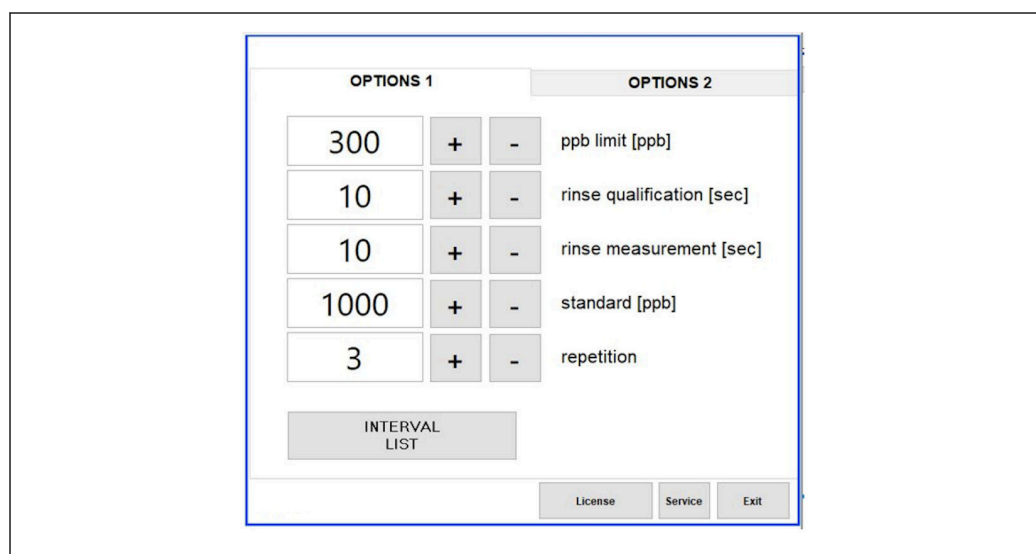 OPTIONS 1 OPTIONS 2
300 + - ppb limit [ppb]
10 + - rinse qualification [sec]
10 + - rinse measurement [sec]
1000 + - standard [ppb]
3 + - repetition
INTERVAL
LIST
License Service Exit